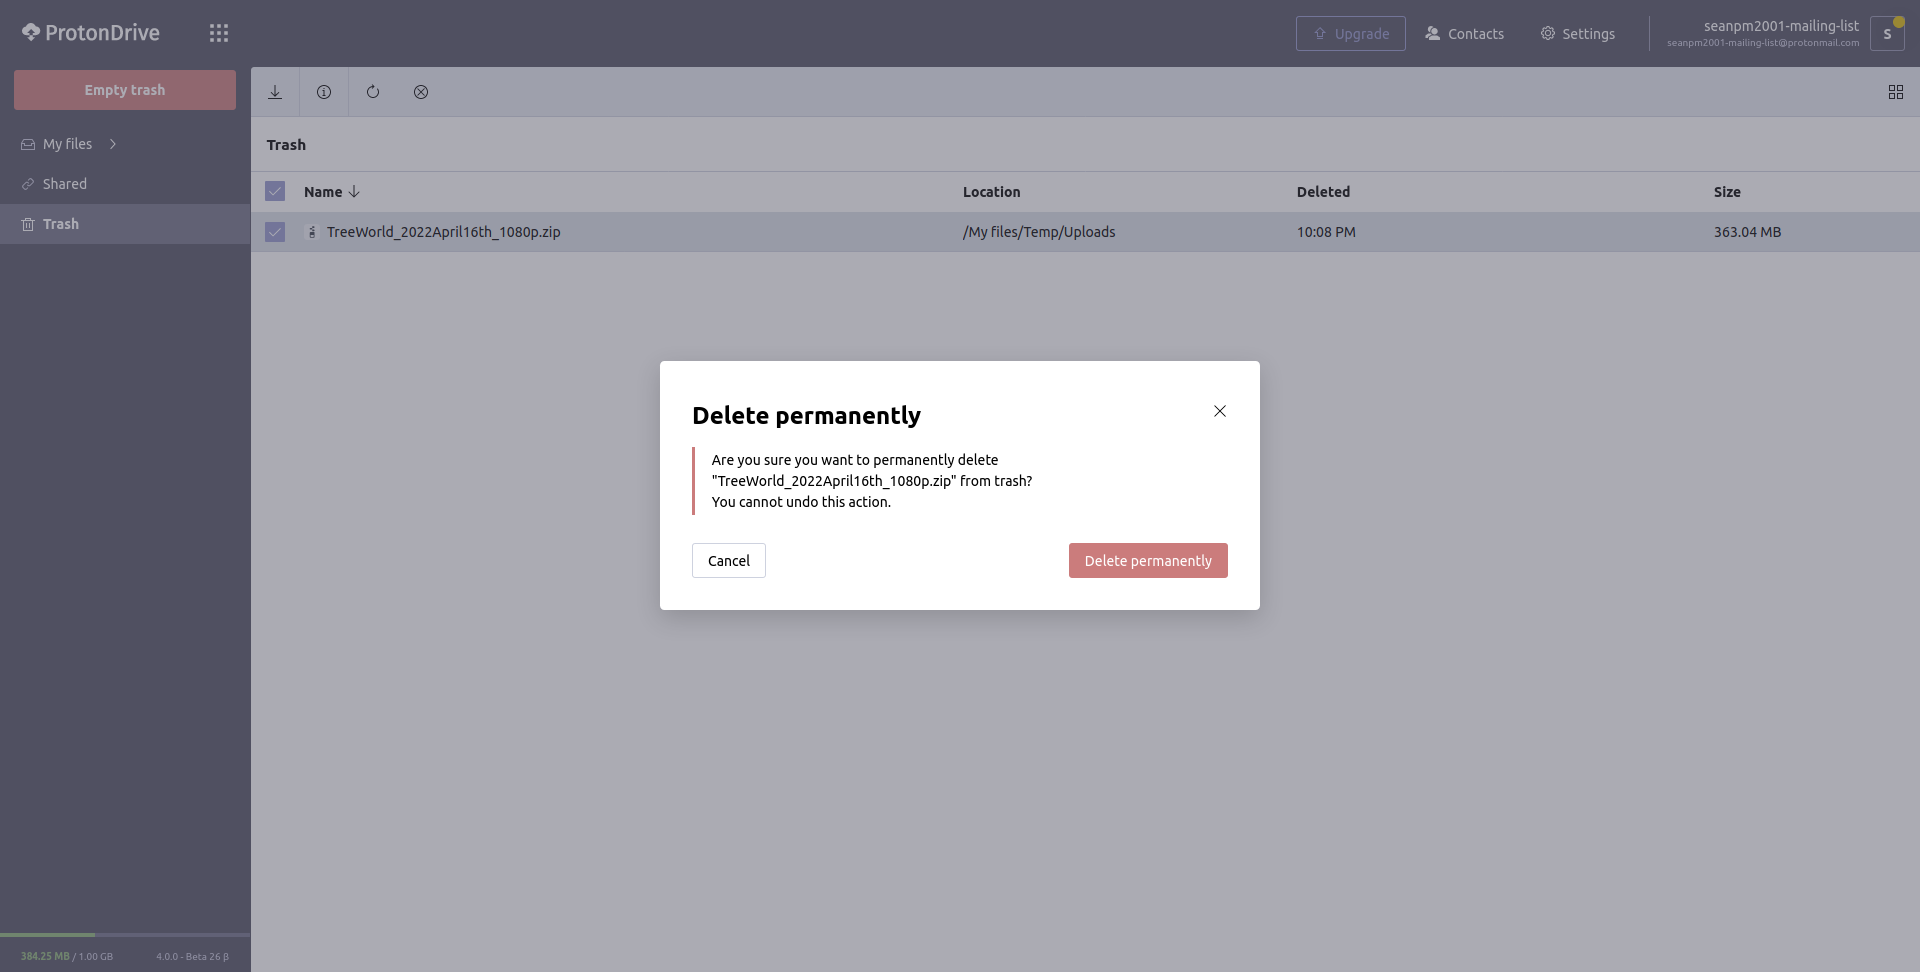 ProtonDrive
Upgrade
Contacts
Settings
seanpm2001-mailing-list
seanpm2001-mailing-list@protonmail.com
S
Empty trash
My files
Shared
Trash
Trash
Name Location Deleted Size
TreeWorld_2022April16th_1080p.zip /My files/Temp/Uploads 10:08 PM 363.04 MB
Delete permanently
Are you sure you want to permanently delete
"TreeWorld_2022April16th_1080p.zip" from trash?
You cannot undo this action.
Cancel
Delete permanently
384.25 MB / 1.00 GB
4.0.0 - Beta 26 β